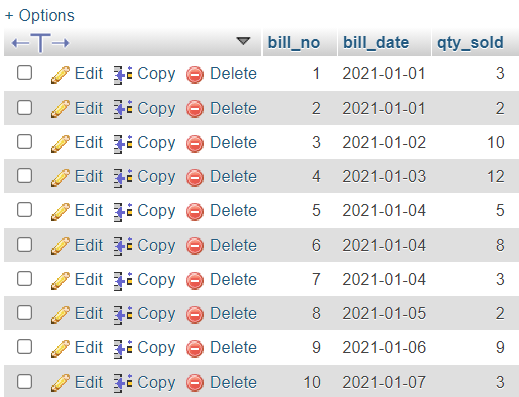 + Options
←T→ bill_no bill_date qty_sold
Edit Copy Delete 1 2021-01-01 3
Edit Copy Delete 2 2021-01-01 2
Edit Copy Delete 3 2021-01-02 10
Edit Copy Delete 4 2021-01-03 12
Edit Copy Delete 5 2021-01-04 5
Edit Copy Delete 6 2021-01-04 8
Edit Copy Delete 7 2021-01-04 3
Edit Copy Delete 8 2021-01-05 2
Edit Copy Delete 9 2021-01-06 9
Edit Copy Delete 10 2021-01-07 3